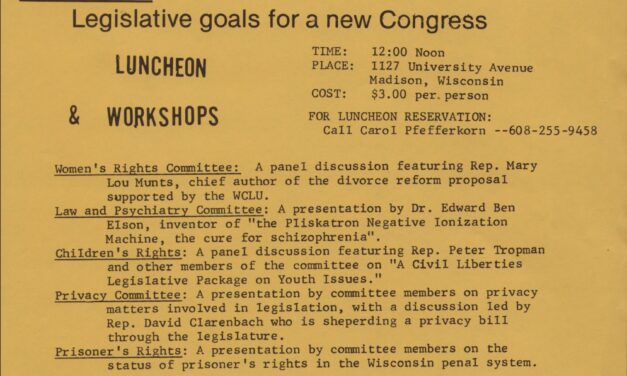 Legislative goals for a new Congress
LUNCHEON
& WORKSHOPS
TIME: 12:00 Noon
PLACE: 1127 University Avenue
Madison, Wisconsin
COST: $3.00 per. person
FOR LUNCHEON RESERVATION:
Call Carol Pfefferkorn --608-255-9458
Women's Rights Committee: A panel discussion featuring Rep. Mary
Lou Munts, chief author of the divorce reform proposal
supported by the WCLU.
Law and Psychiatry Committee: A presentation by Dr. Edward Ben
Elson, inventor of "the Pliskatron Negative Ionization
Machine, the cure for schizophrenia".
Children's Rights: A panel discussion featuring Rep. Peter Tropman
and other members of the committee on "A Civil Liberties
Legislative Package on Youth Issues."
Privacy Committee: A presentation by committee members on privacy
matters involved in legislation, with a discussion led by
Rep. David Clarenbach who is sheperding a privacy bill
through the legislature.
Prisoner's Rights: A presentation by committee members on the
status of prisoner's rights in the Wisconsin penal system.